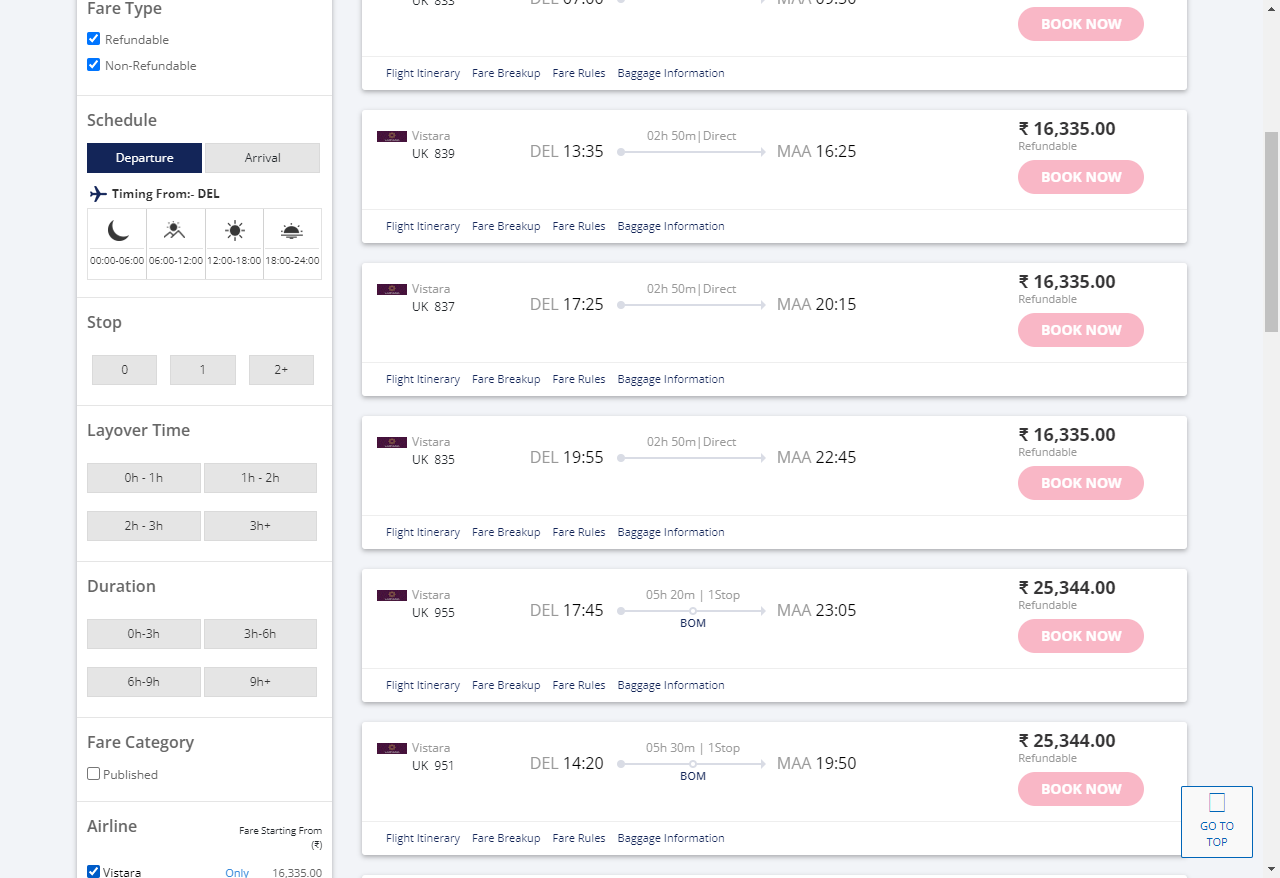 Fare Type
Refundable
Non-Refundable
Schedule
Departure Arrival
Timing From:- DEL
00:00-06:00 06:00-12:00 12:00-18:00 18:00-24:00
Stop
0 1 2+
Layover Time
0h - 1h 1h - 2h
2h - 3h 3h+
Duration
0h-3h 3h-6h
6h-9h 9h+
Fare Category
Published
Airline Fare Starting From
(₹)
Vistara Only 16,335.00
UK 833 DEL 07:00 MAA 09:50
BOOK NOW
Flight Itinerary Fare Breakup Fare Rules Baggage Information
Vistara 02h 50m|Direct ₹ 16,335.00
UK 839 DEL 13:35 MAA 16:25 Refundable
BOOK NOW
Flight Itinerary Fare Breakup Fare Rules Baggage Information
Vistara 02h 50m|Direct ₹ 16,335.00
UK 837 DEL 17:25 MAA 20:15 Refundable
BOOK NOW
Flight Itinerary Fare Breakup Fare Rules Baggage Information
Vistara 02h 50m|Direct ₹ 16,335.00
UK 835 DEL 19:55 MAA 22:45 Refundable
BOOK NOW
Flight Itinerary Fare Breakup Fare Rules Baggage Information
Vistara 05h 20m | 1Stop ₹ 25,344.00
UK 955 DEL 17:45 MAA 23:05 Refundable
BOM
BOOK NOW
Flight Itinerary Fare Breakup Fare Rules Baggage Information
Vistara 05h 30m | 1Stop ₹ 25,344.00
UK 951 DEL 14:20 MAA 19:50 Refundable
BOM
BOOK NOW
Flight Itinerary Fare Breakup Fare Rules Baggage Information
GO TO
TOP